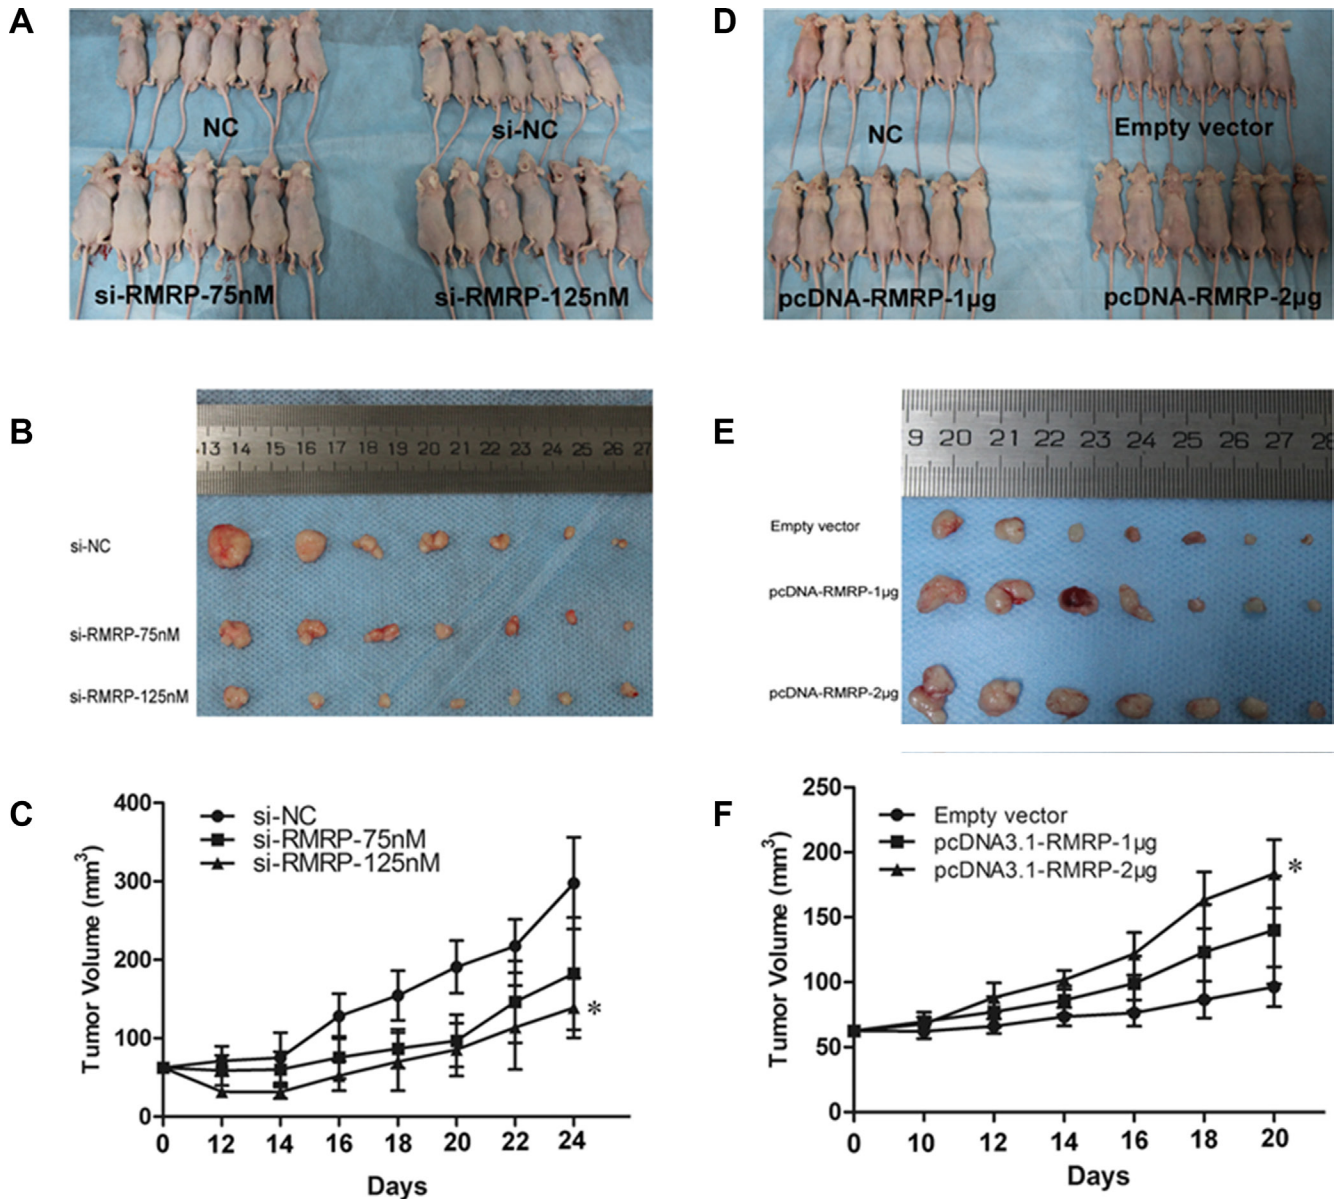 A
NC
si-NC
si-RMRP-75nM
si-RMRP-125nM
D
NC
Empty vector
pcDNA-RMRP-1µg
pcDNA-RMRP-2µg
B
13 14 15 16 17 18 19 20 21 22 23 24 25 26 27
si-NC
si-RMRP-75nM
si-RMRP-125nM
E
9 20 21 22 23 24 25 26 27 28
Empty vector
pcDNA-RMRP-1µg
pcDNA-RMRP-2µg
C
400
300
200
100
0
Tumor Volume (mm³)
si-NC
si-RMRP-75nM
si-RMRP-125nM
*
0 12 14 16 18 20 22 24
Days
F
250
200
150
100
50
0
Tumor Volume (mm³)
Empty vector
pcDNA3.1-RMRP-1µg
pcDNA3.1-RMRP-2µg
*
0 10 12 14 16 18 20
Days